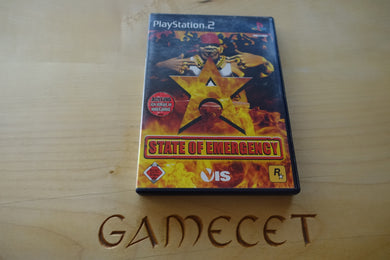 PlayStation 2
STATE OF EMERGENCY
VIS
R
GAMECET